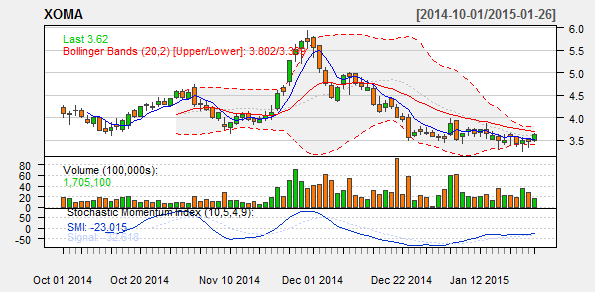 XOMA [2014-10-01/2015-01-26]
Last 3.62
Bollinger Bands (20,2) [Upper/Lower]: 3.802/3.3
6.0
5.5
5.0
4.5
4.0
3.5
Volume (100,000s):
1,705,100
80
60
40
20
0
Stochastic Momentum Index (10,5,4,9):
SMI: -23.015
Signal: -32.618
50
0
-50
Oct 01 2014 Oct 20 2014 Nov 10 2014 Dec 01 2014 Dec 22 2014 Jan 12 2015